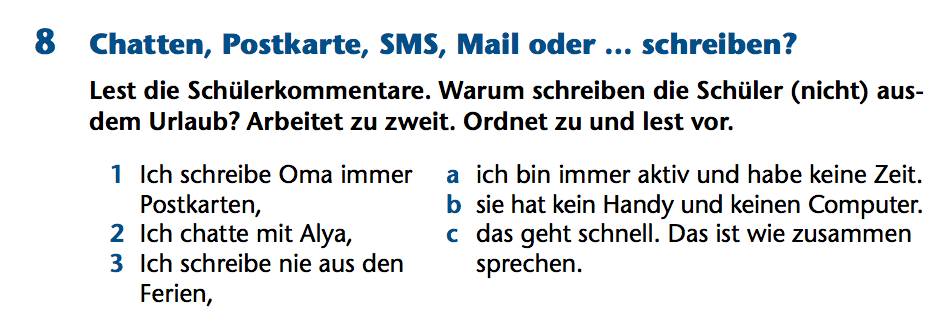 8 Chatten, Postkarte, SMS, Mail oder ... schreiben?
Lest die Schülerkommentare. Warum schreiben die Schüler (nicht) aus-
dem Urlaub? Arbeitet zu zweit. Ordnet zu und lest vor.
1 Ich schreibe Oma immer
Postkarten,
2 Ich chatte mit Alya,
3 Ich schreibe nie aus den
Ferien,
a ich bin immer aktiv und habe keine Zeit.
b sie hat kein Handy und keinen Computer.
c das geht schnell. Das ist wie zusammen
sprechen.